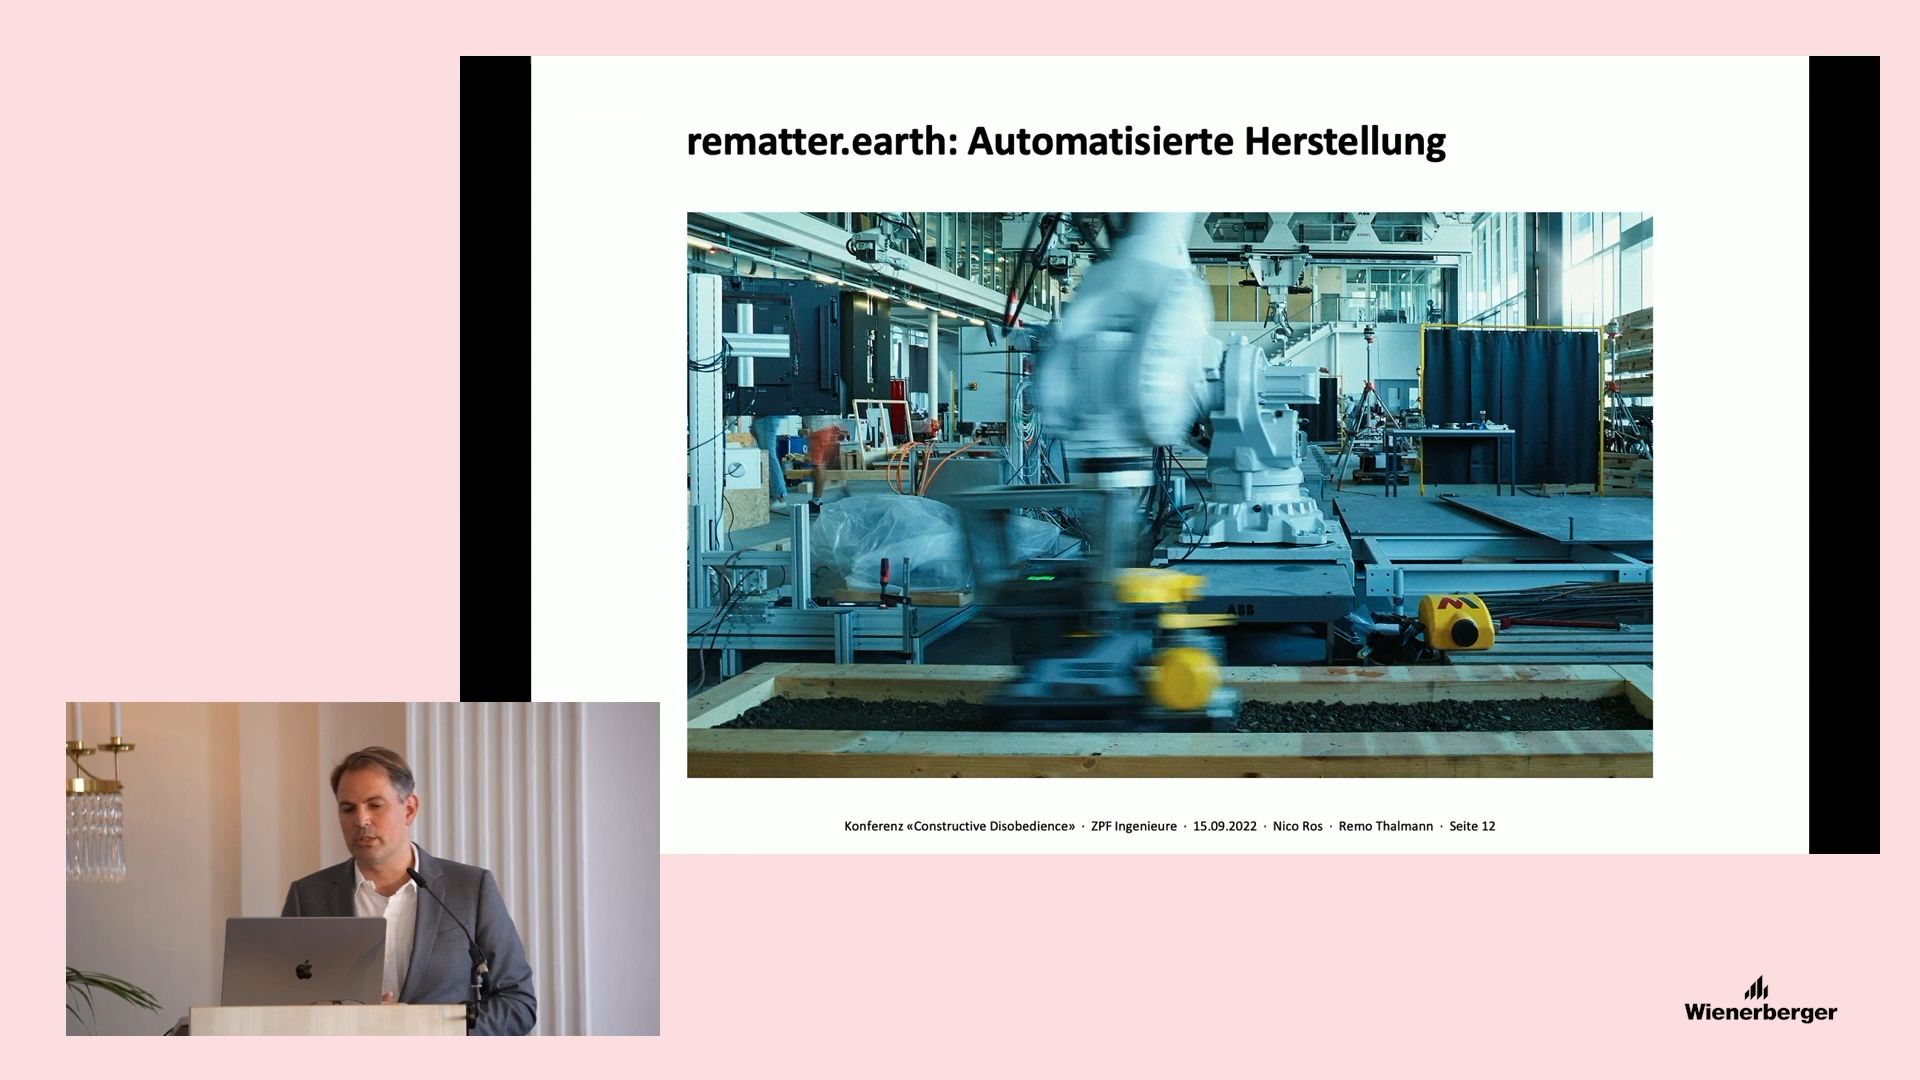 rematter.earth: Automatisierte Herstellung
ABB
Konferenz «Constructive Disobedience» · ZPF Ingenieure · 15.09.2022 · Nico Ros · Remo Thalmann · Seite 12
Wienerberger